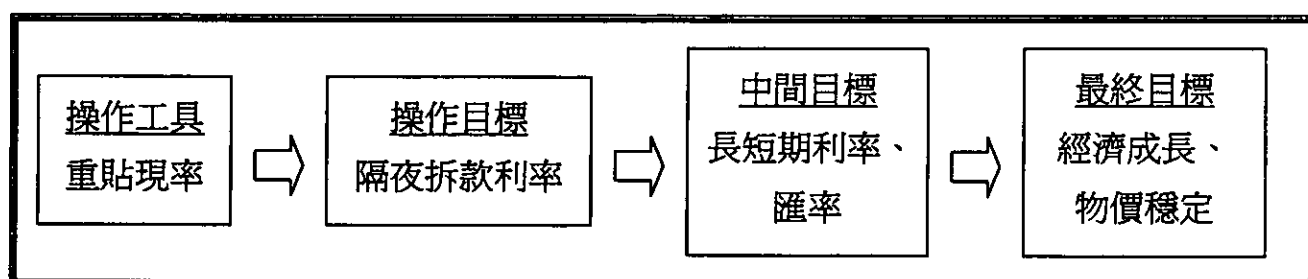 操作工具
重貼現率
操作目標
隔夜拆款利率
中間目標
長短期利率、
匯率
最終目標
經濟成長、
物價穩定